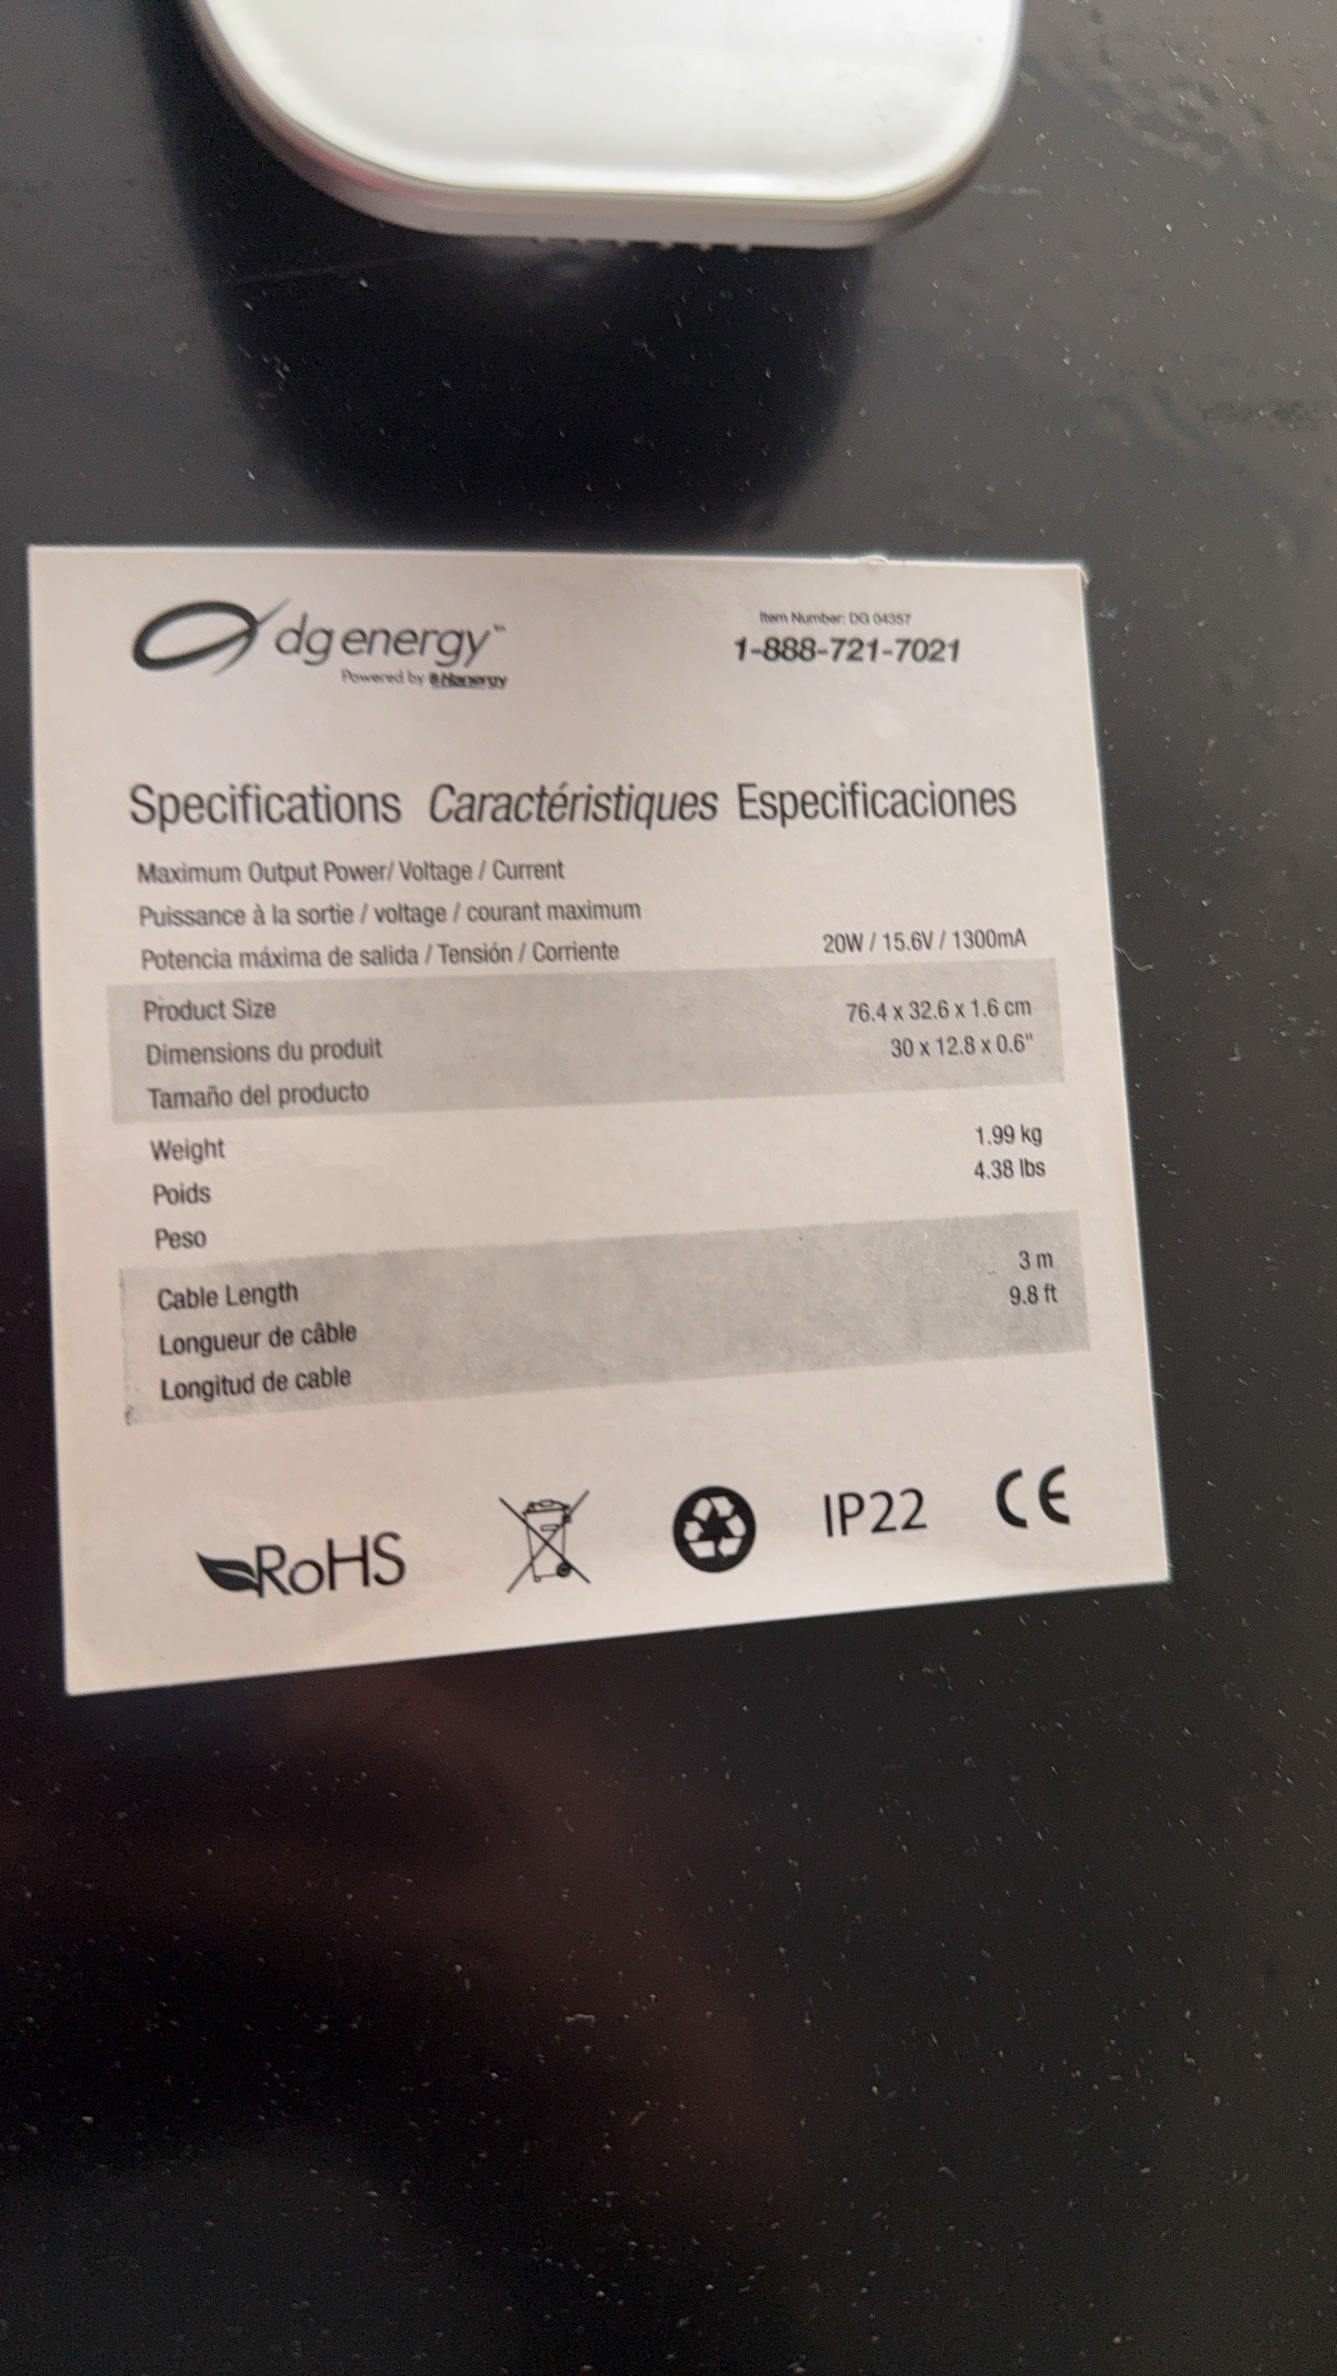 dg energy™
Powered by Nanergy
Item Number: DG 04357
1-888-721-7021
Specifications Caractéristiques Especificaciones
Maximum Output Power/ Voltage / Current
Puissance à la sortie / voltage / courant maximum
Potencia máxima de salida / Tensión / Corriente
20W / 15.6V / 1300mA
Product Size
Dimensions du produit
Tamaño del producto
76.4 x 32.6 x 1.6 cm
30 x 12.8 x 0.6"
Weight
Poids
Peso
1.99 kg
4.38 lbs
Cable Length
Longueur de câble
Longitud de cable
3 m
9.8 ft
RoHS
IP22
CE